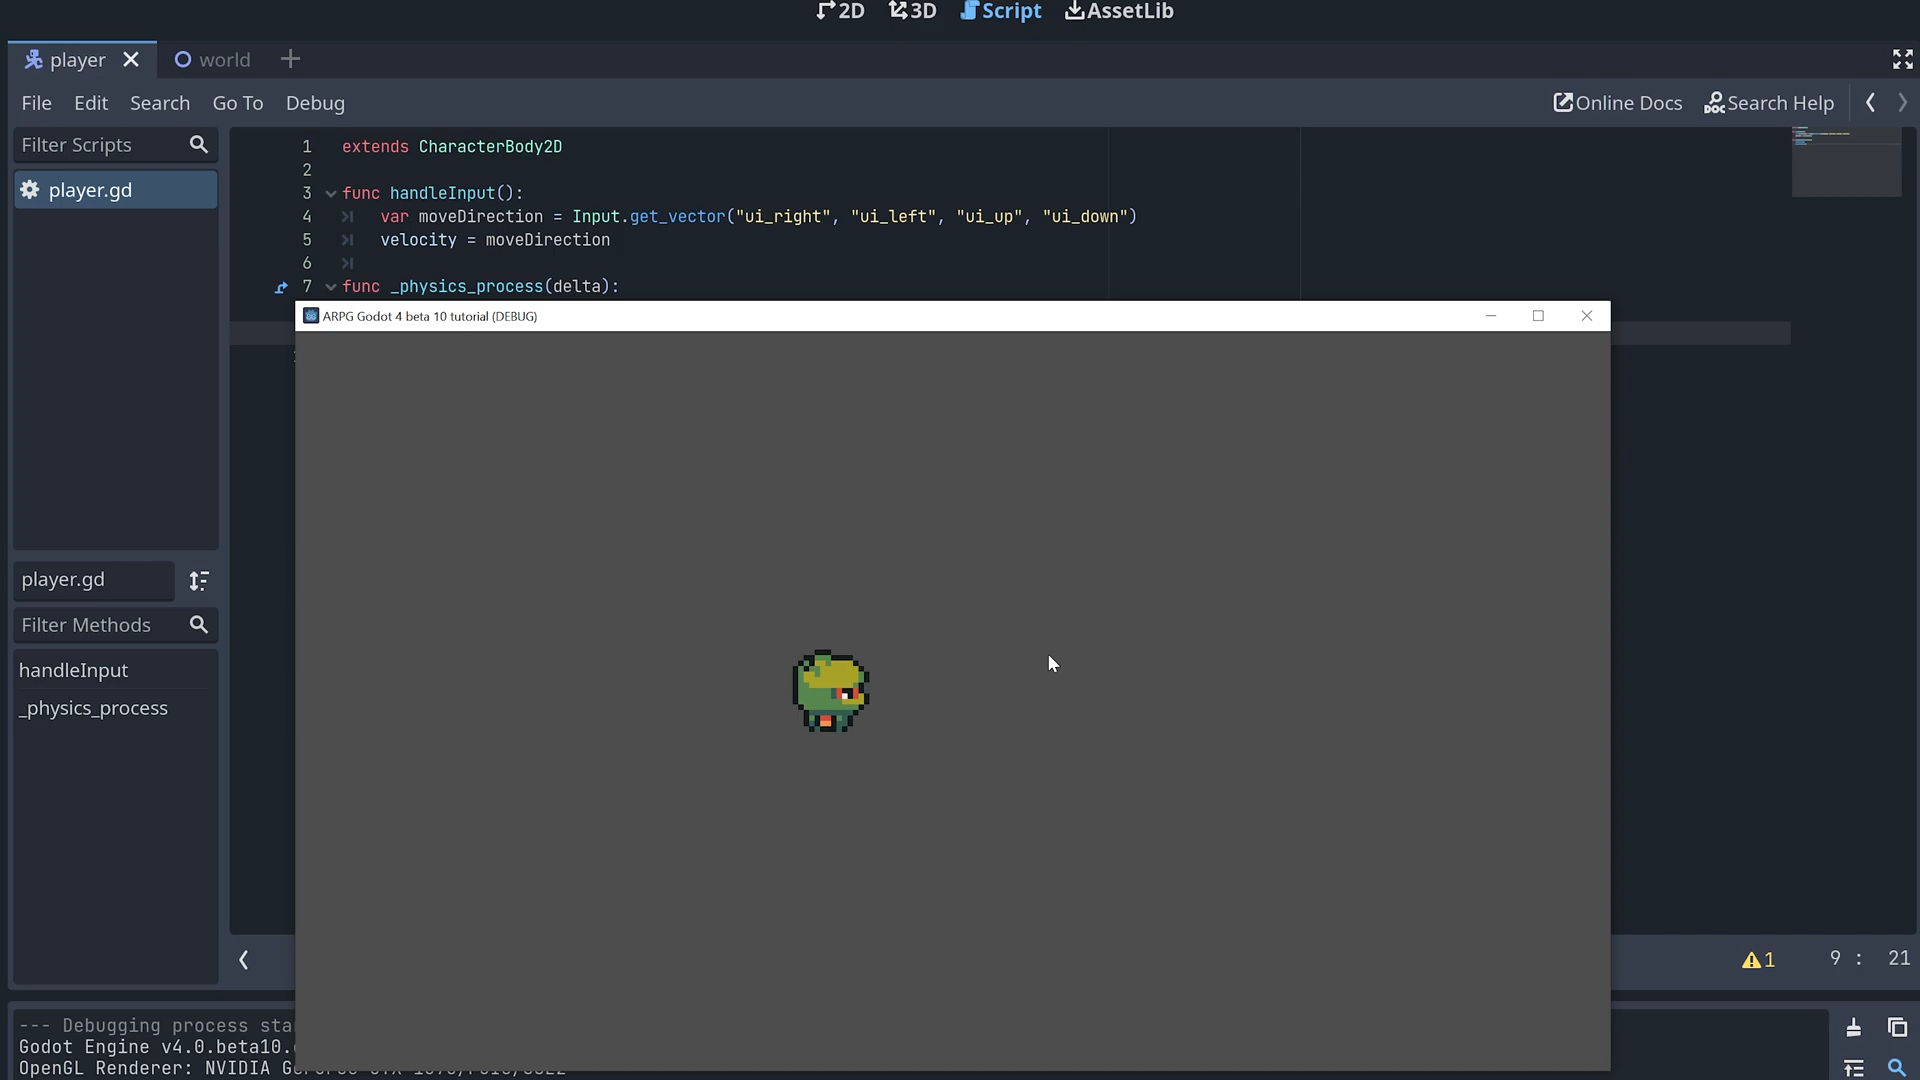 2D 3D Script AssetLib
player world
File Edit Search Go To Debug Online Docs Search Help
Filter Scripts
player.gd
1 extends CharacterBody2D
2
3 func handleInput():
4 var moveDirection = Input.get_vector("ui_right", "ui_left", "ui_up", "ui_down")
5 velocity = moveDirection
6
7 func _physics_process(delta):
ARPG Godot 4 beta 10 tutorial (DEBUG)
player.gd
Filter Methods
handleInput
_physics_process
1 9 : 21
--- Debugging process sta
Godot Engine v4.0.beta10.
OpenGL Renderer: NVIDIA